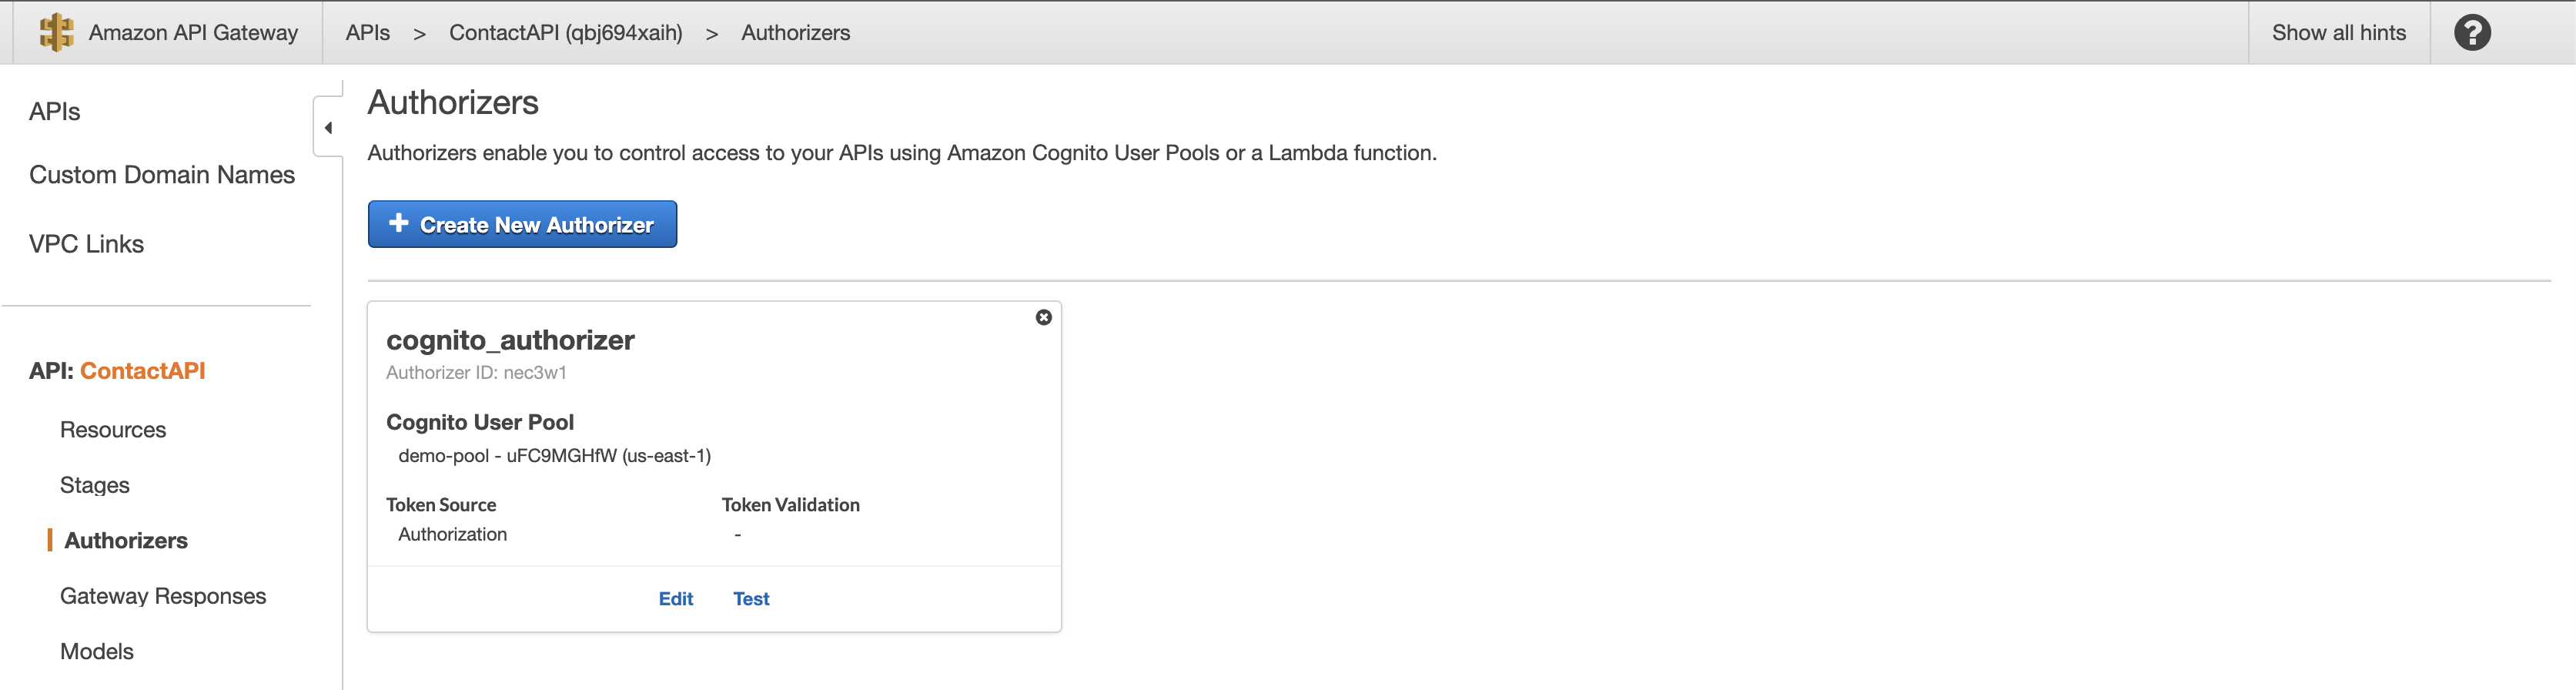 Amazon API Gateway
APIs > ContactAPI (qbj694xaih) > Authorizers
Show all hints
?
APIs
Custom Domain Names
VPC Links
API: ContactAPI
Resources
Stages
Authorizers
Gateway Responses
Models
Authorizers
Authorizers enable you to control access to your APIs using Amazon Cognito User Pools or a Lambda function.
+ Create New Authorizer
cognito_authorizer
Authorizer ID: nec3w1
Cognito User Pool
demo-pool - uFC9MGHfW (us-east-1)
Token Source Token Validation
Authorization -
Edit Test